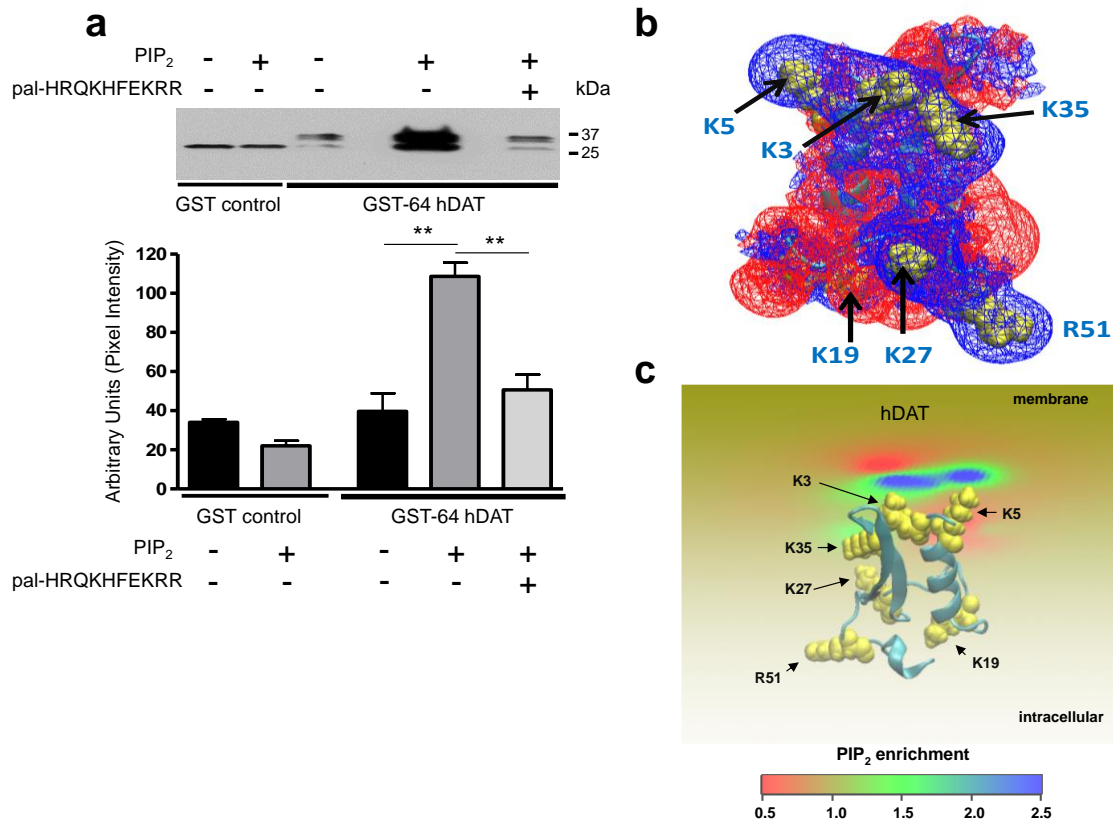 a
PIP₂ - + - + +
pal-HRQKHFEKRR - - - - +
kDa
37
25
GST control
GST-64 hDAT
** **
Arbitrary Units (Pixel Intensity)
120
100
80
60
40
20
0
GST control
GST-64 hDAT
PIP₂ - + - + +
pal-HRQKHFEKRR - - - - +
b
K5
K3
K35
K19
K27
R51
c
membrane
hDAT
K3
K5
K35
K27
R51
K19
intracellular
PIP₂ enrichment
0.5 1.0 1.5 2.0 2.5